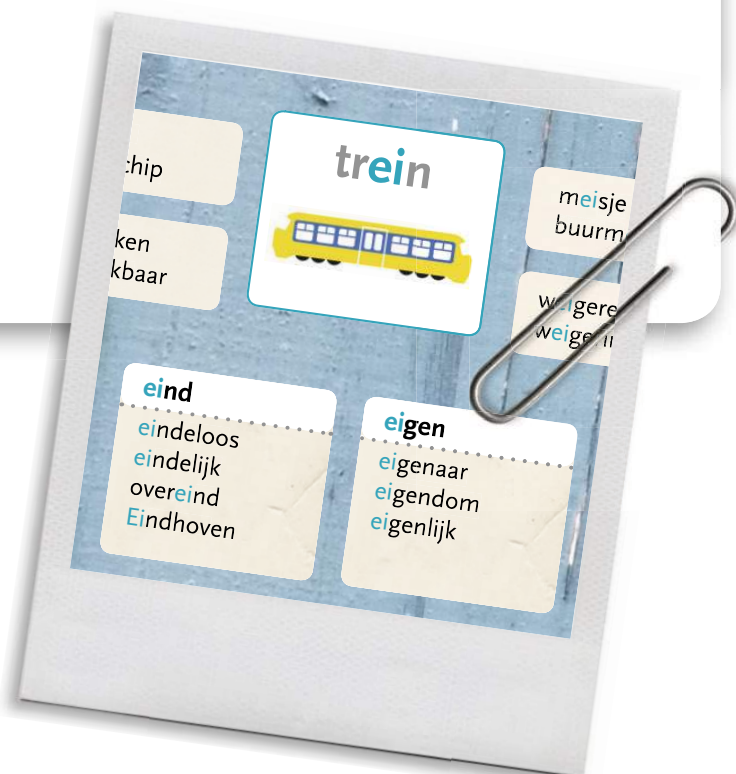 trein
meisje
eind
eindeloos
eindelijk
overeind
Eindhoven
eigen
eigenaar
eigendom
eigenlijk